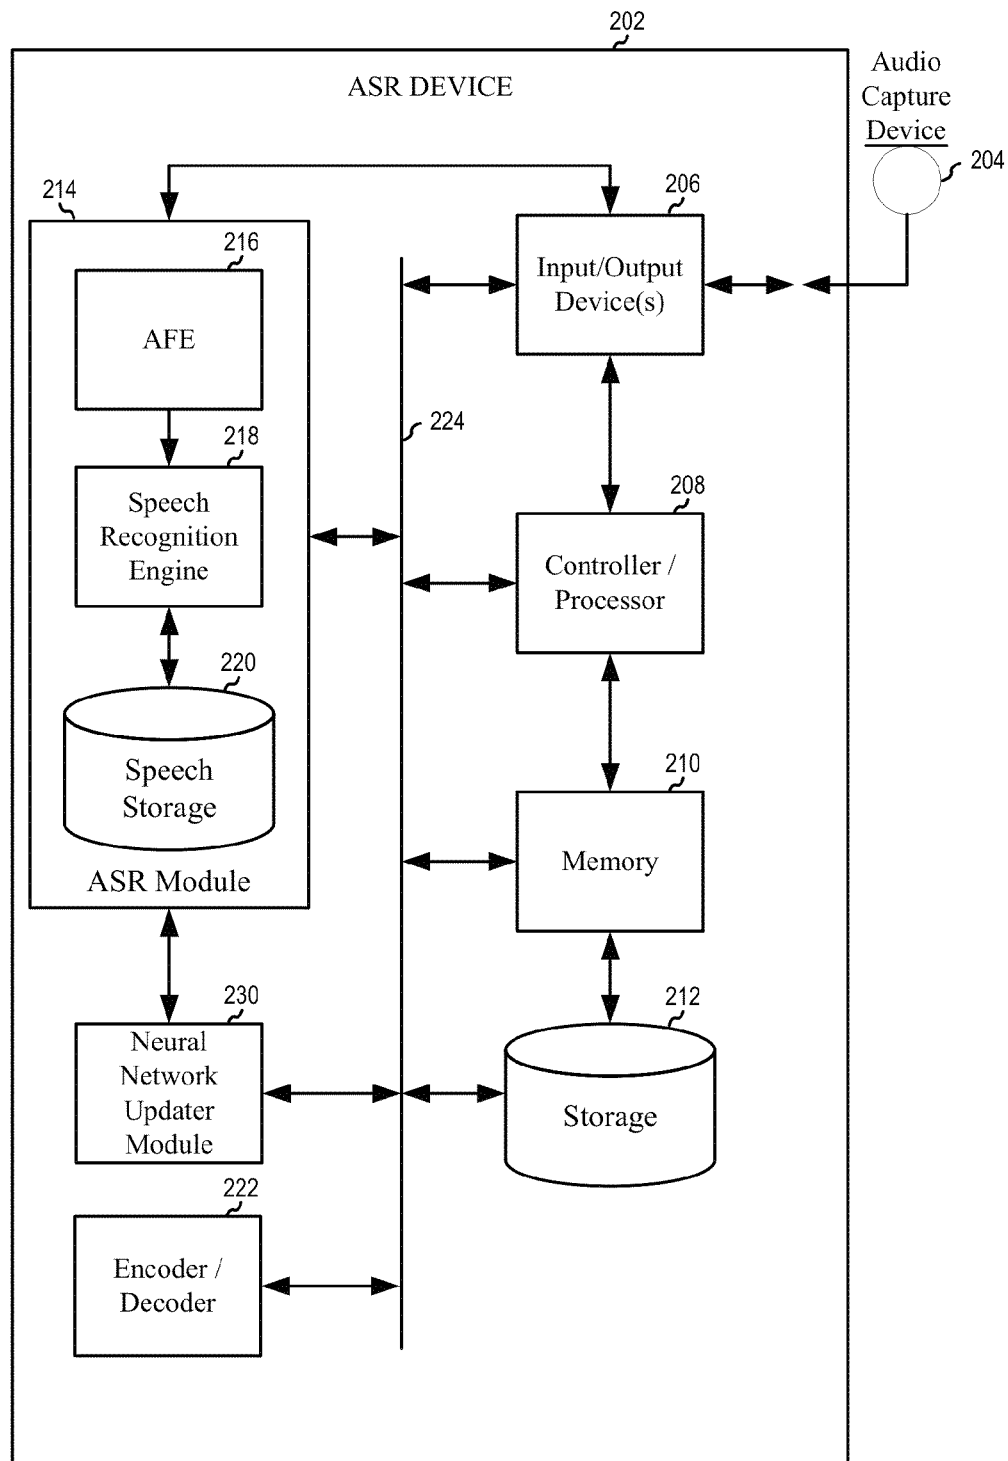 202
ASR DEVICE
Audio
Capture
Device
204
214
216
AFE
218
Speech
Recognition
Engine
220
Speech
Storage
ASR Module
206
Input/Output
Device(s)
224
208
Controller /
Processor
210
Memory
230
Neural
Network
Updater
Module
212
Storage
222
Encoder /
Decoder